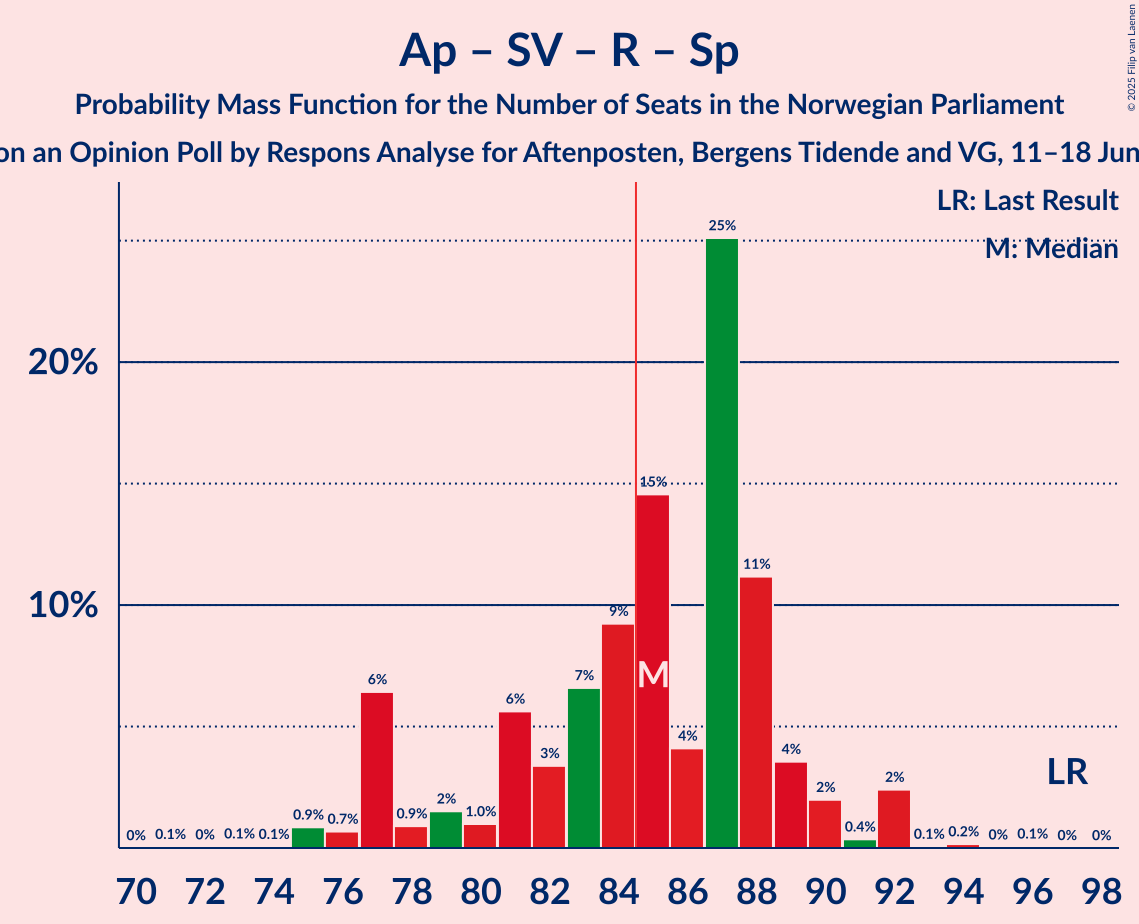 © 2025 Filip van Laenen
Ap – SV – R – Sp
Probability Mass Function for the Number of Seats in the Norwegian Parliament
on an Opinion Poll by Respons Analyse for Aftenposten, Bergens Tidende and VG, 11–18 Jun
LR: Last Result
M: Median
20%
10%
0% 0.1% 0% 0.1% 0.1% 0.9% 0.7% 6% 0.9% 2% 1.0% 6% 3% 7% 9% 15% 4% 25% 11% 4% 2% 0.4% 2% 0.1% 0.2% 0% 0.1% 0% 0%
M
LR
70 72 74 76 78 80 82 84 86 88 90 92 94 96 98